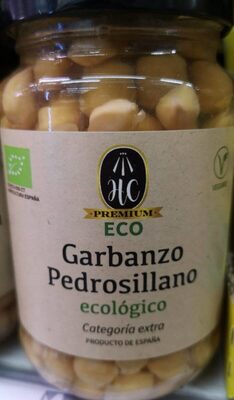 HC
PREMIUM
ECO
Garbanzo
Pedrosillano
ecológico
Categoría extra
PRODUCTO DE ESPAÑA